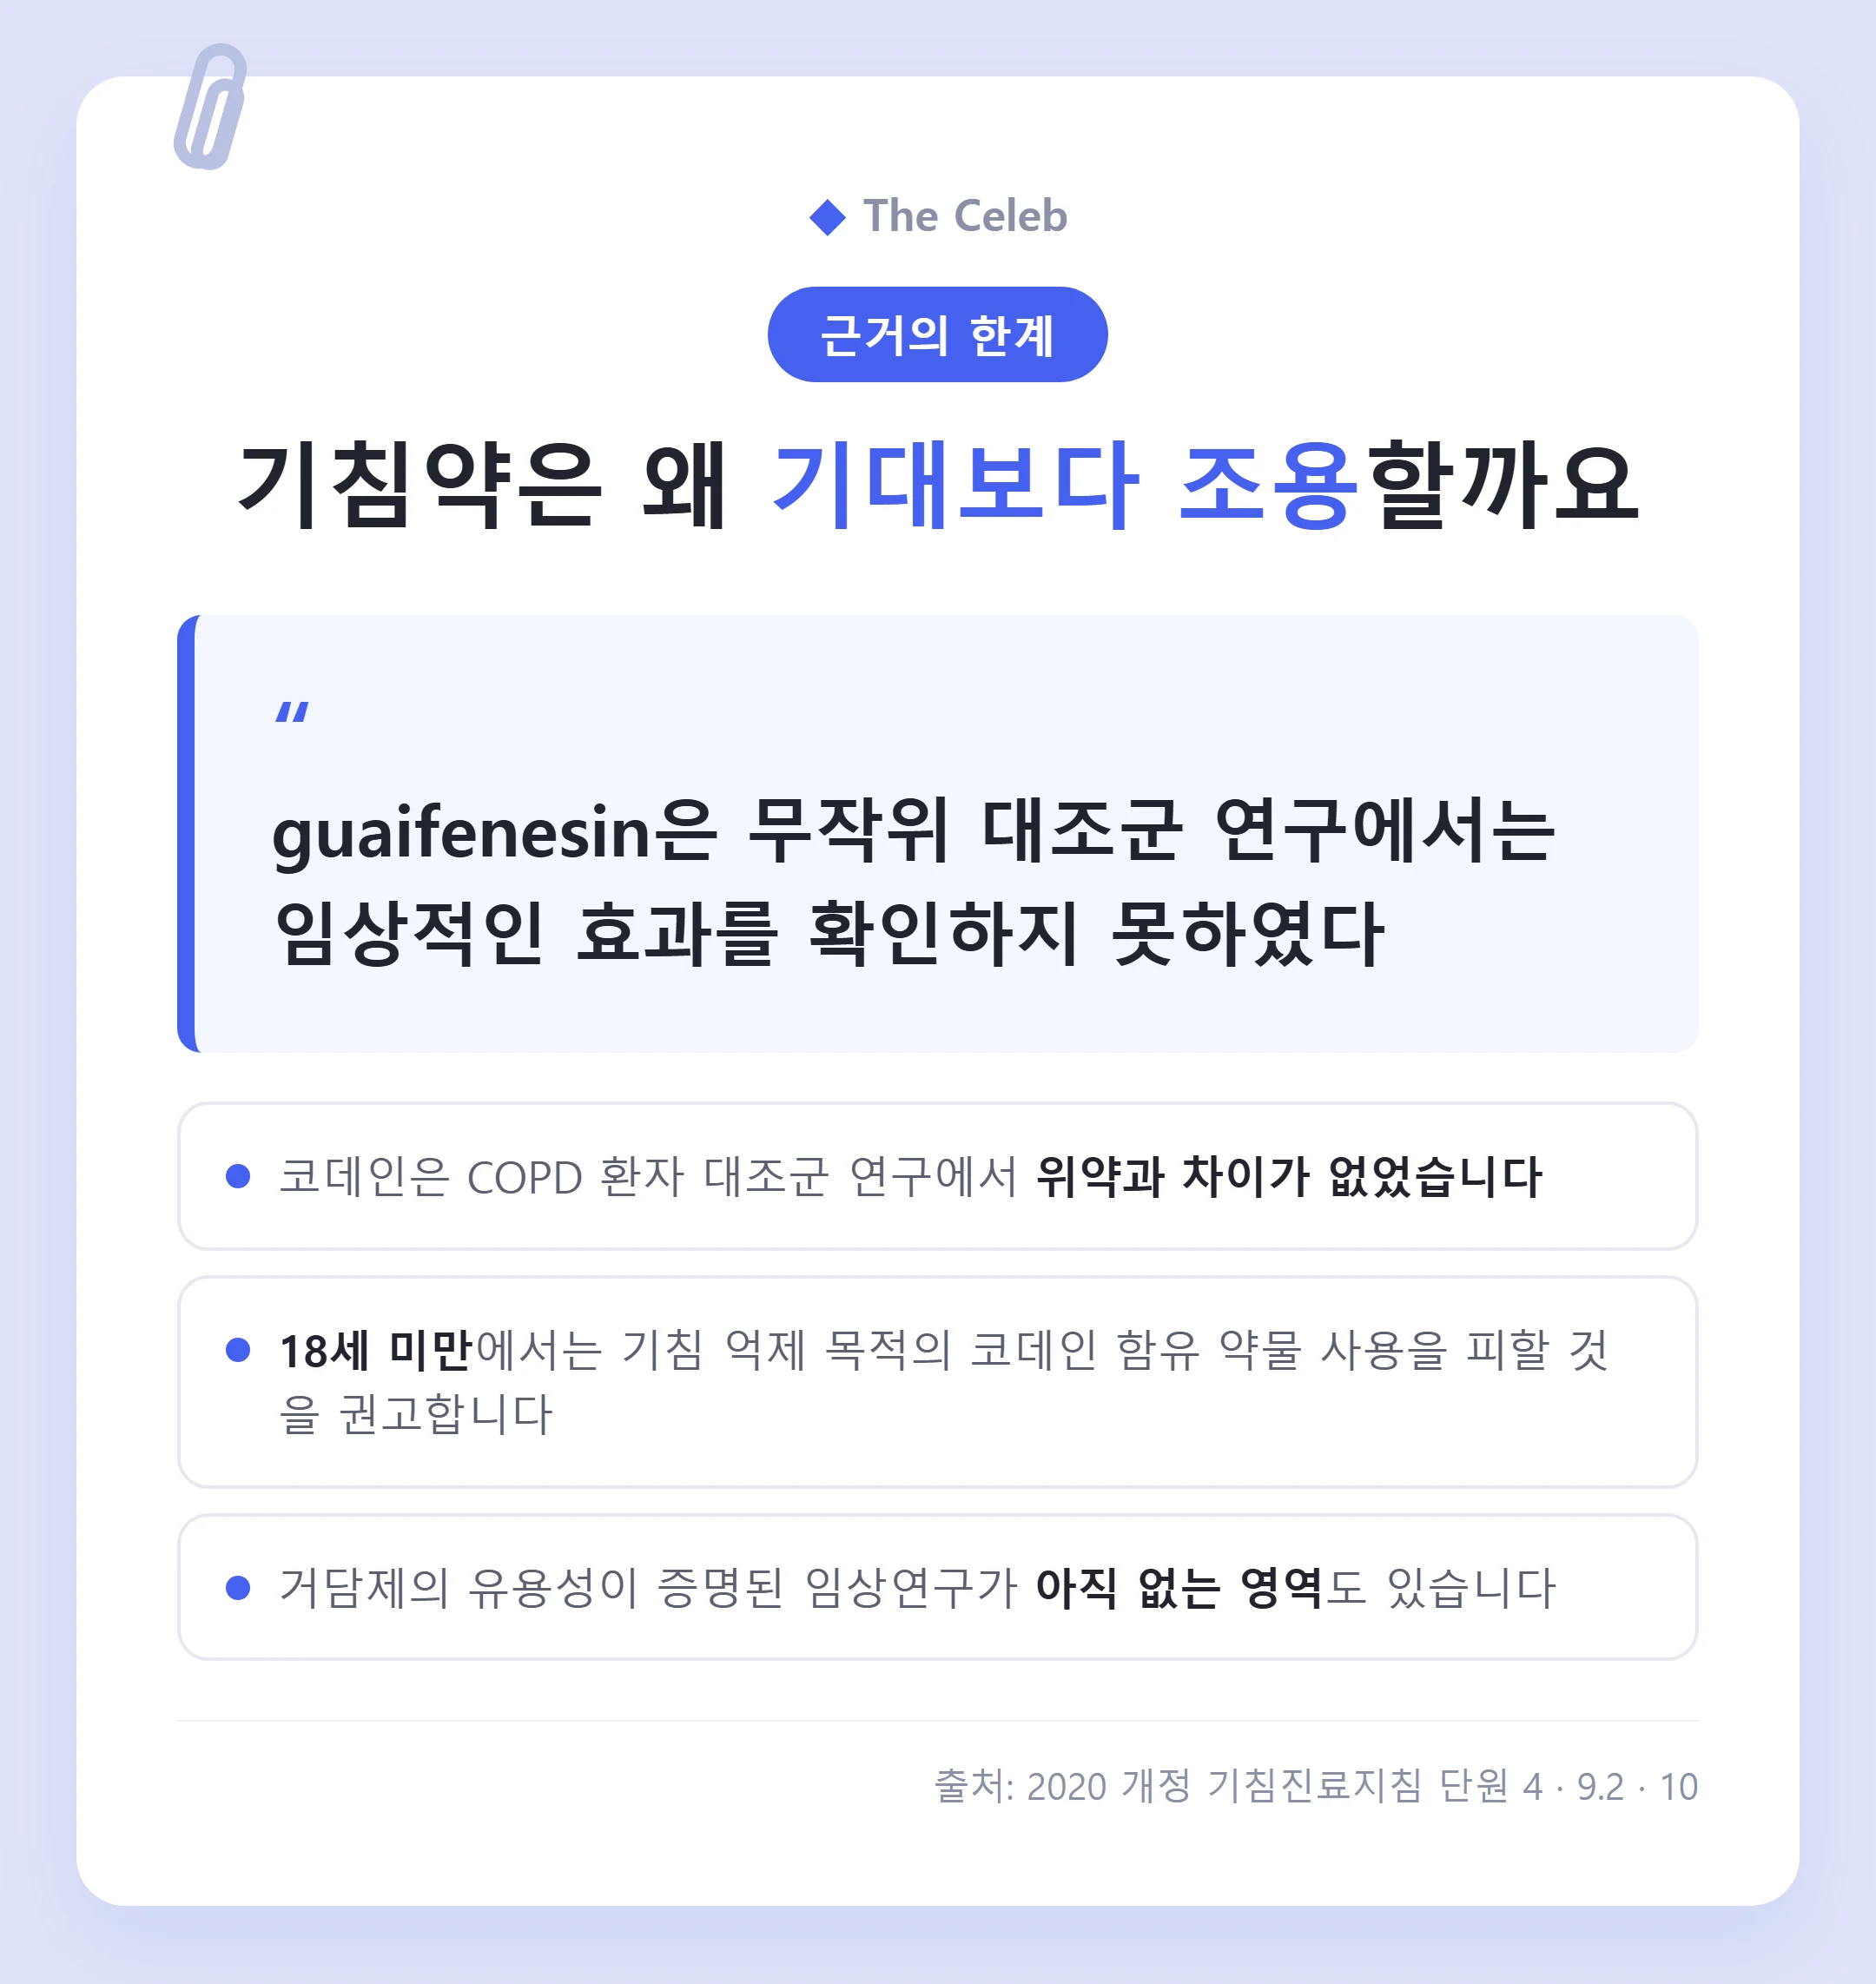 The Celeb
근거의 한계
기침약은 왜 기대보다 조용할까요
“
guaifenesin은 무작위 대조군 연구에서는
임상적인 효과를 확인하지 못하였다
코데인은 COPD 환자 대조군 연구에서 위약과 차이가 없었습니다
18세 미만에서는 기침 억제 목적의 코데인 함유 약물 사용을 피할 것
을 권고합니다
거담제의 유용성이 증명된 임상연구가 아직 없는 영역도 있습니다
출처: 2020 개정 기침진료지침 단원 4 · 9.2 · 10